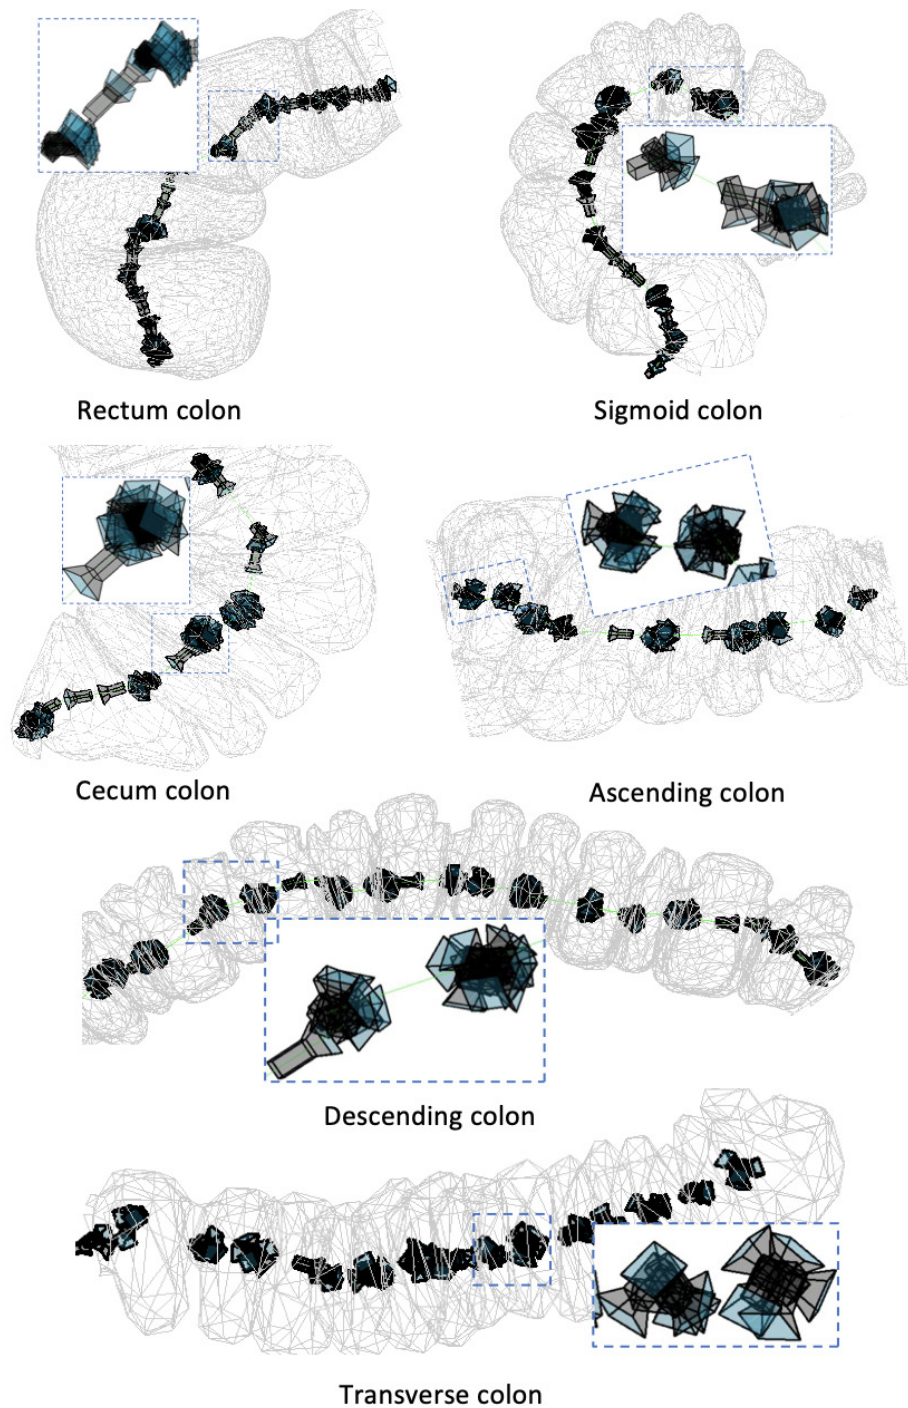 Rectum colon
Sigmoid colon
Cecum colon
Ascending colon
Descending colon
Transverse colon